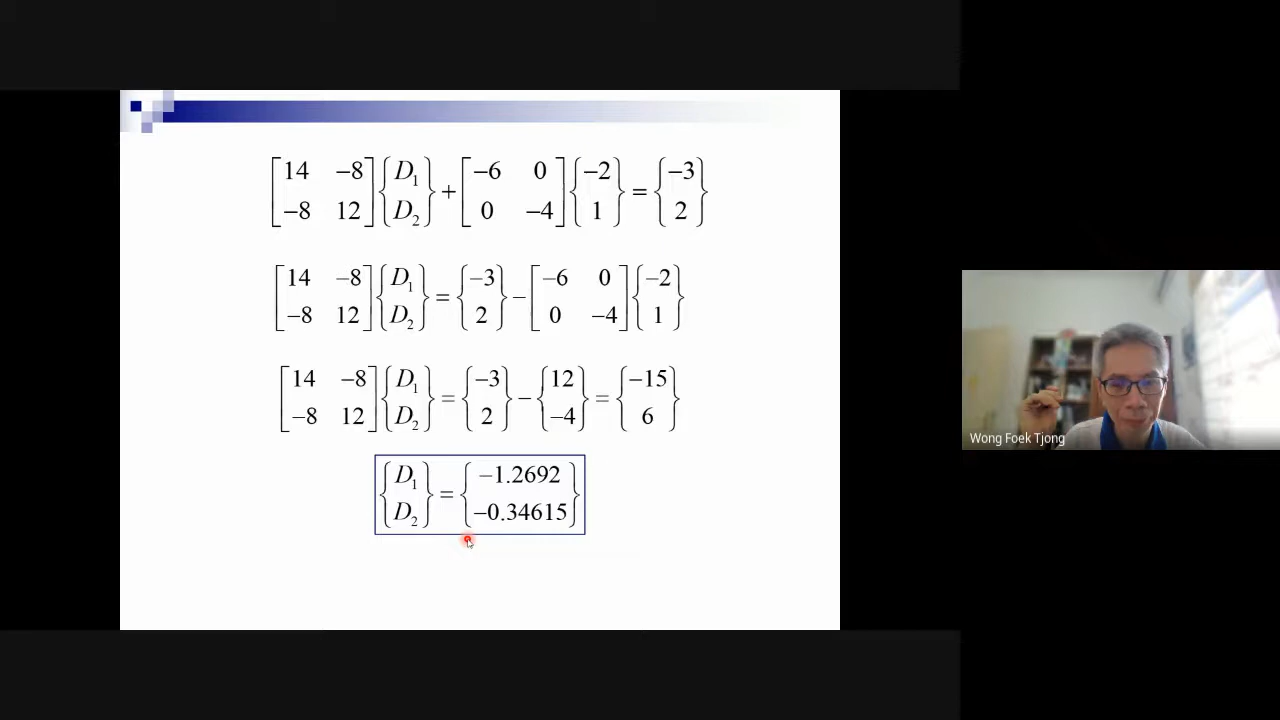 [14 −8; −8 12] {D₁; D₂} + [−6 0; 0 −4] {−2; 1} = {−3; 2}
[14 −8; −8 12] {D₁; D₂} = {−3; 2} − [−6 0; 0 −4] {−2; 1}
[14 −8; −8 12] {D₁; D₂} = {−3; 2} − {12; −4} = {−15; 6}
{D₁; D₂} = {−1.2692; −0.34615}
Wong Foek Tjong